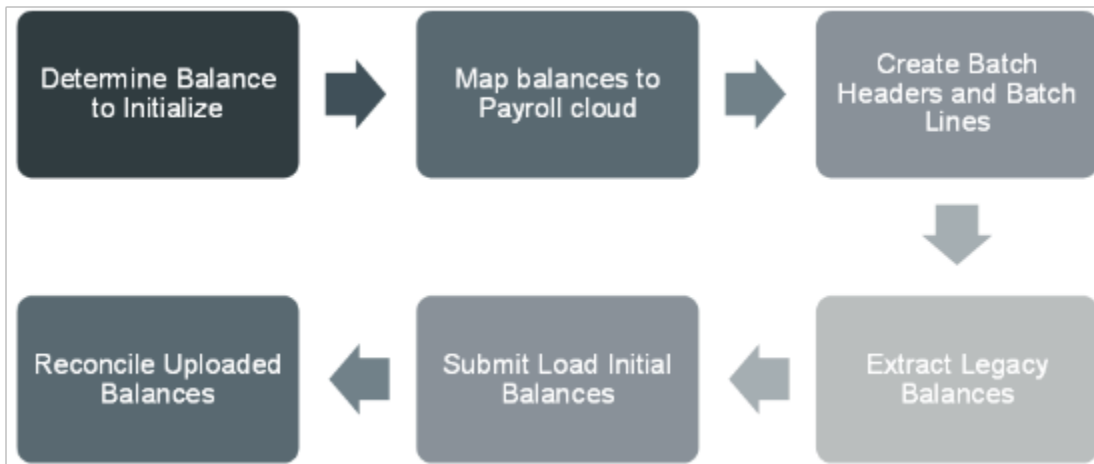 Determine Balance
to Initialize
Map balances to
Payroll cloud
Create Batch
Headers and Batch
Lines
Extract Legacy
Balances
Submit Load Initial
Balances
Reconcile Uploaded
Balances